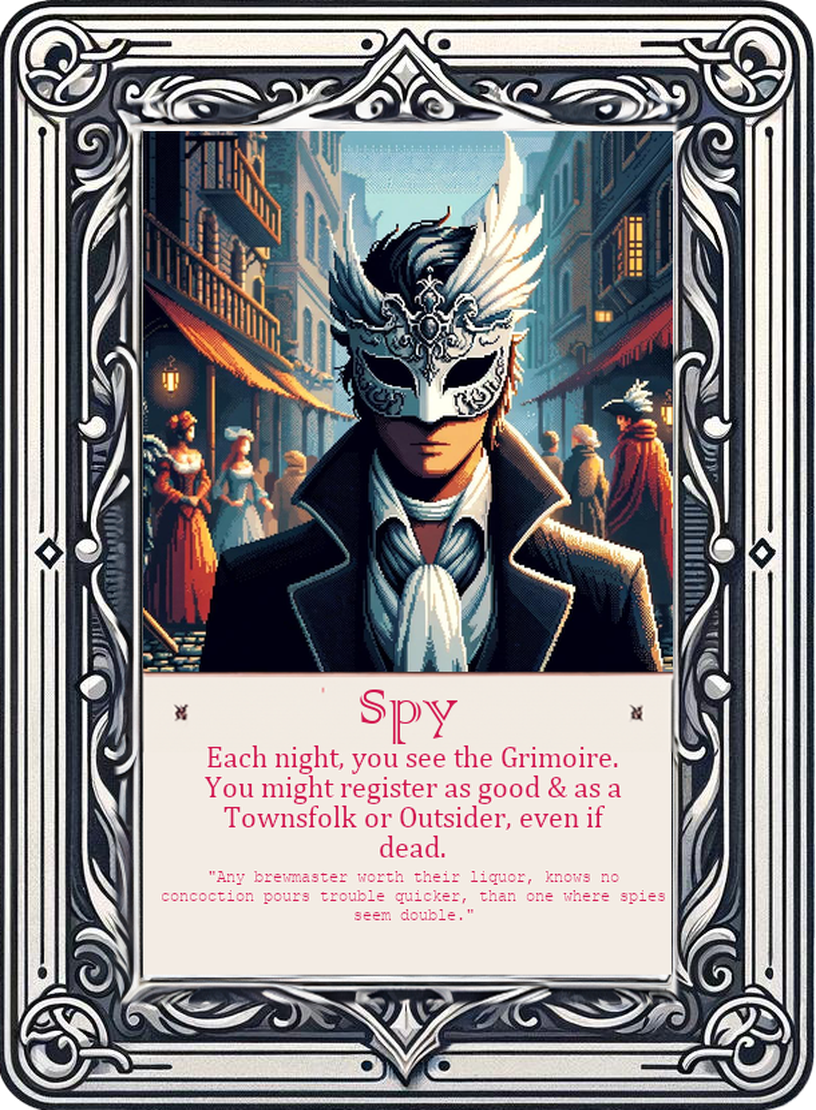 Spy
Each night, you see the Grimoire.
You might register as good & as a
Townsfolk or Outsider, even if
dead.
"Any brewmaster worth their liquor, knows no
concoction pours trouble quicker, than one where spies
seem double."